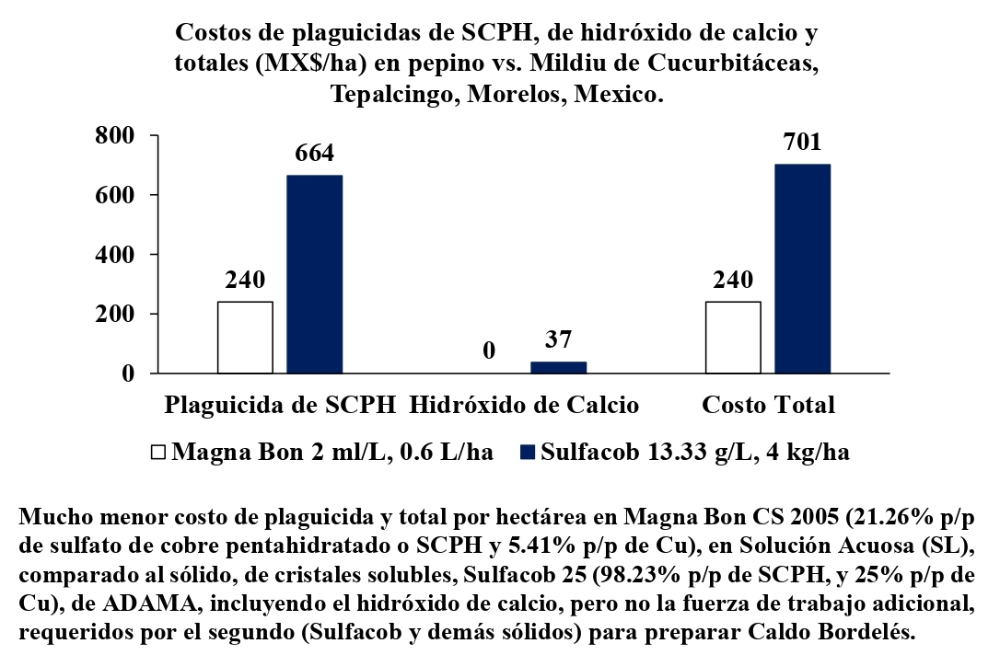 Costos de plaguicidas de SCPH, de hidróxido de calcio y
totales (MX$/ha) en pepino vs. Mildiu de Cucurbitáceas,
Tepalcingo, Morelos, Mexico.
800
600
400
200
0
240
664
0
37
240
701
Plaguicida de SCPH
Hidróxido de Calcio
Costo Total
Magna Bon 2 ml/L, 0.6 L/ha
Sulfacob 13.33 g/L, 4 kg/ha
Mucho menor costo de plaguicida y total por hectárea en Magna Bon CS 2005 (21.26% p/p
de sulfato de cobre pentahidratado o SCPH y 5.41% p/p de Cu), en Solución Acuosa (SL),
comparado al sólido, de cristales solubles, Sulfacob 25 (98.23% p/p de SCPH, y 25% p/p de
Cu), de ADAMA, incluyendo el hidróxido de calcio, pero no la fuerza de trabajo adicional,
requeridos por el segundo (Sulfacob y demás sólidos) para preparar Caldo Bordelés.